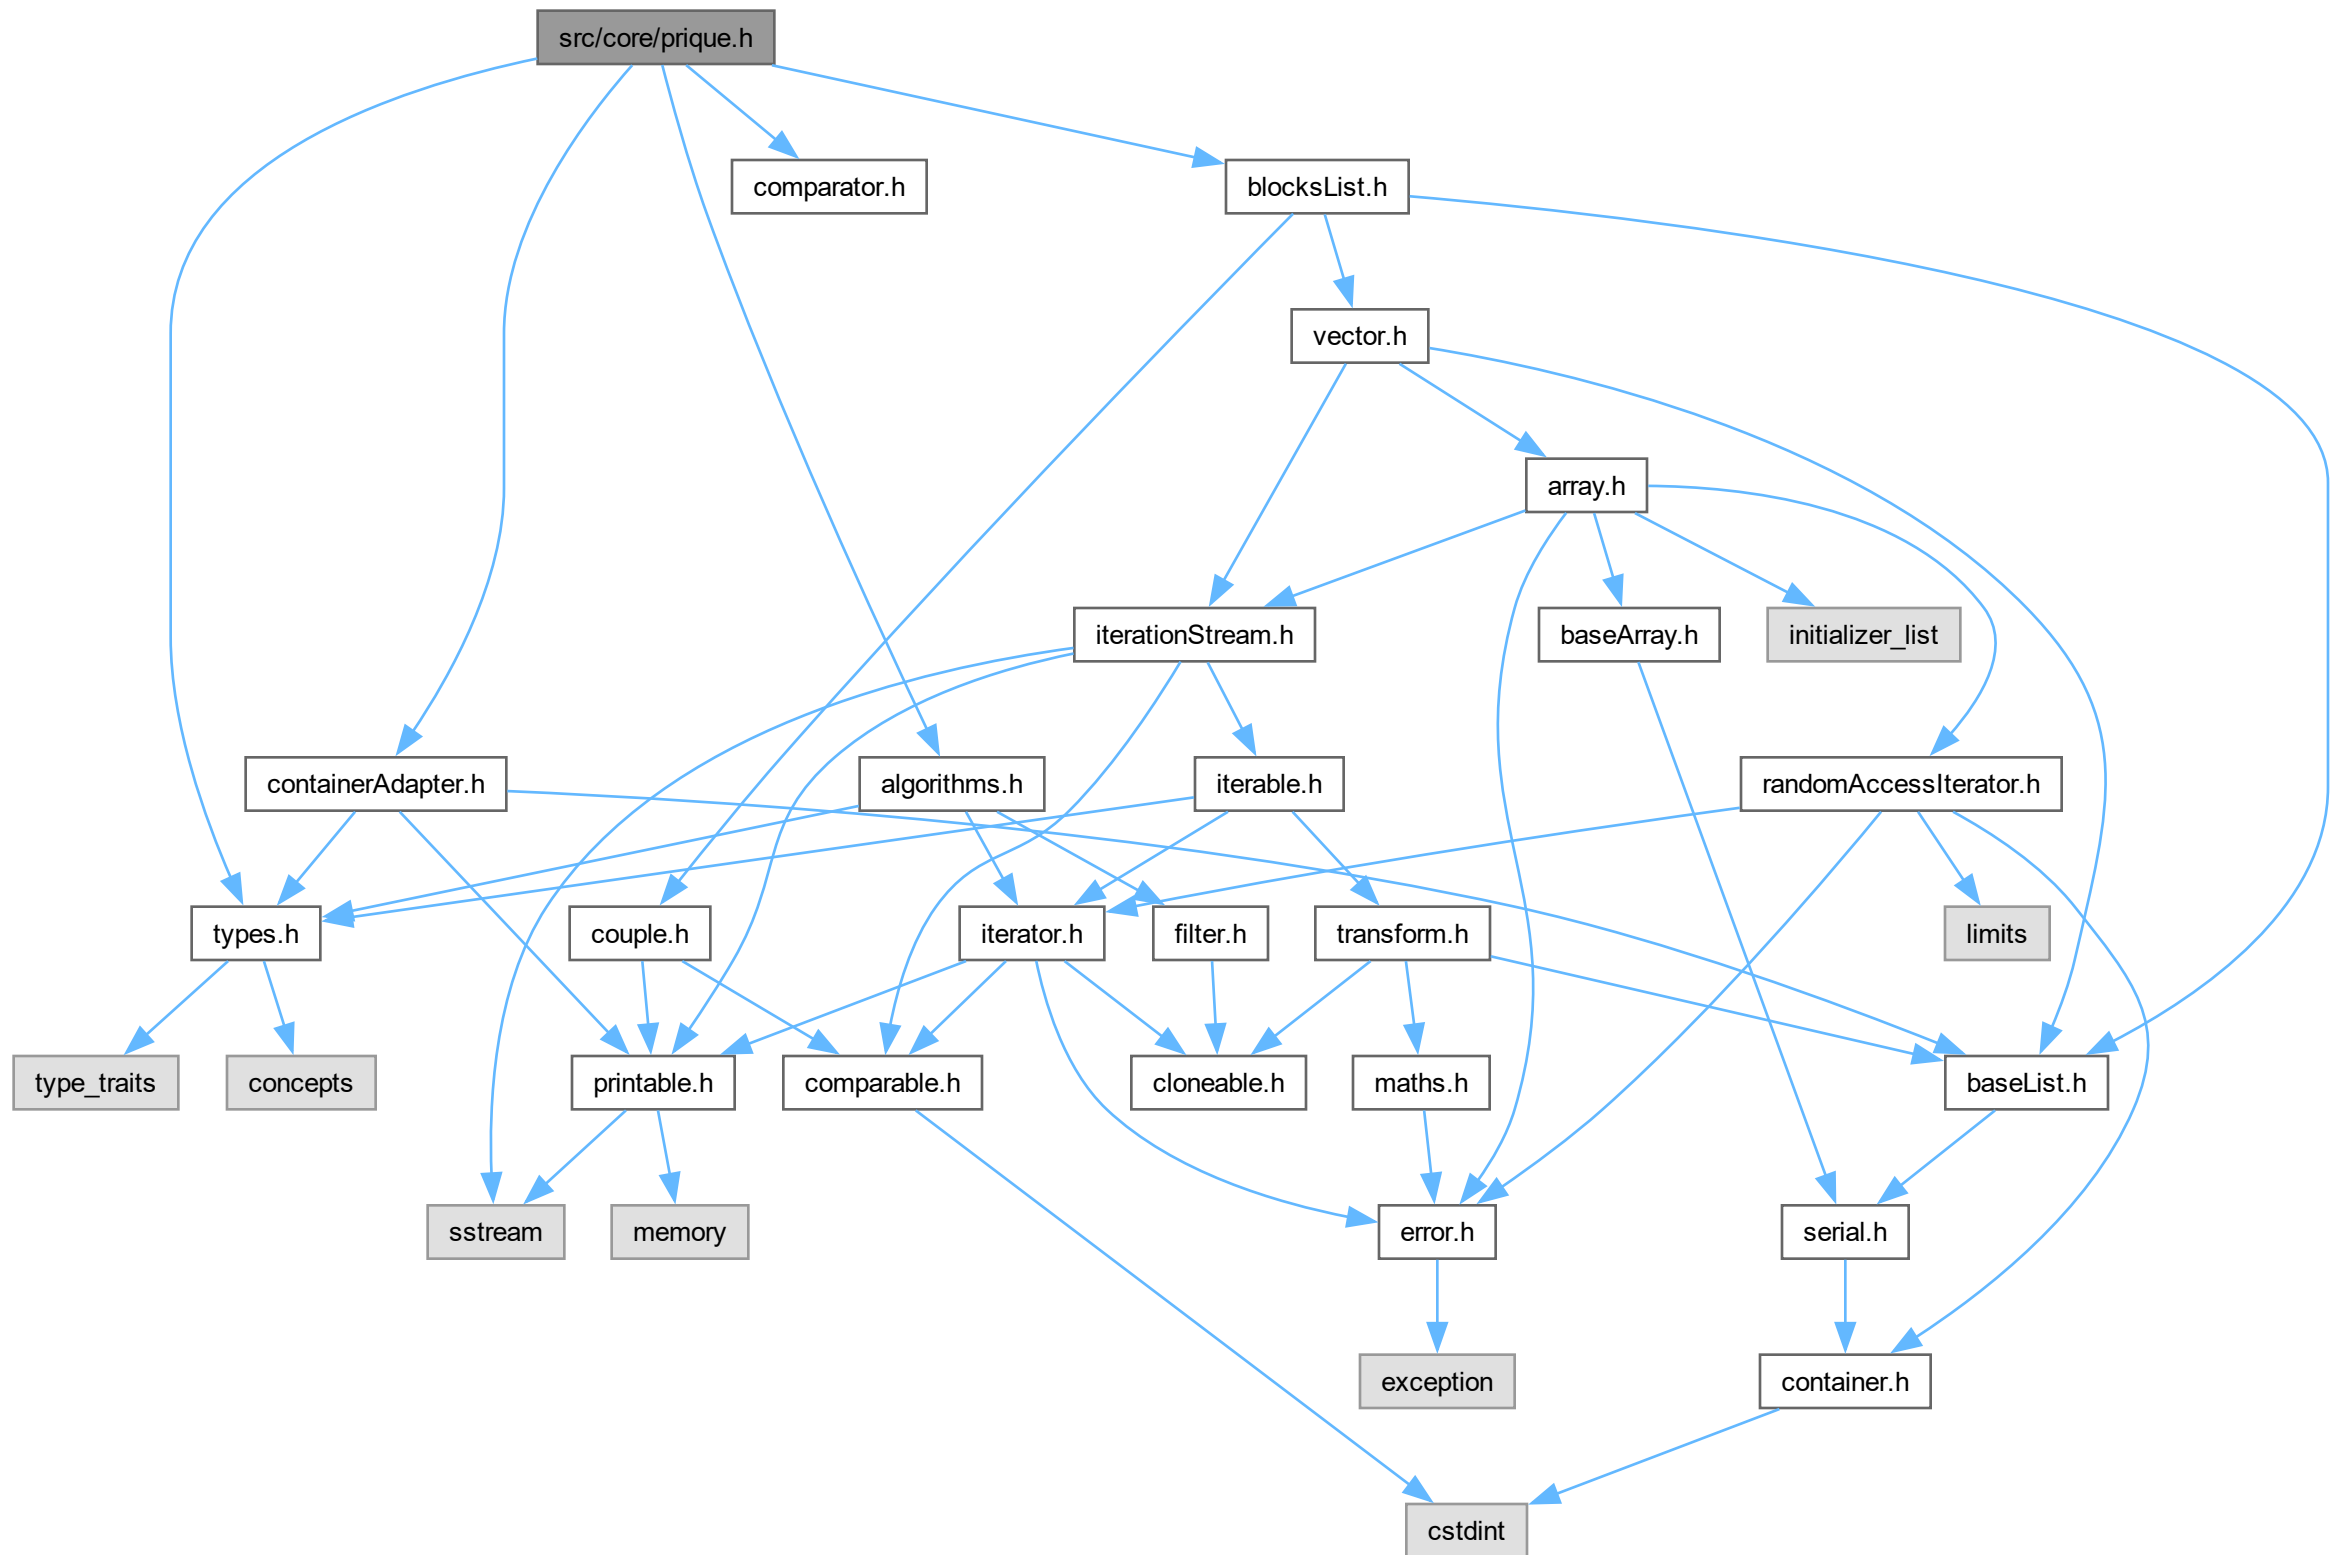 src/core/prique.h
comparator.h
blocksList.h
vector.h
array.h
iterationStream.h
baseArray.h
initializer_list
containerAdapter.h
algorithms.h
iterable.h
randomAccessIterator.h
types.h
couple.h
iterator.h
filter.h
transform.h
limits
type_traits
concepts
printable.h
comparable.h
cloneable.h
maths.h
baseList.h
sstream
memory
error.h
serial.h
exception
container.h
cstdint